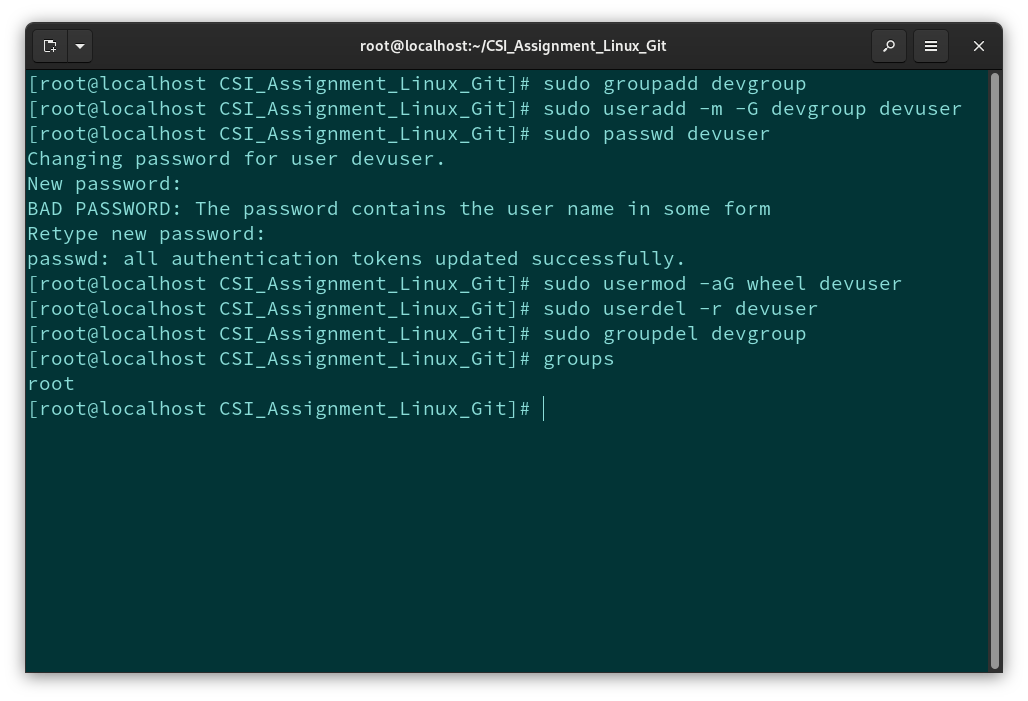 root@localhost:~/CSI_Assignment_Linux_Git
[root@localhost CSI_Assignment_Linux_Git]# sudo groupadd devgroup
[root@localhost CSI_Assignment_Linux_Git]# sudo useradd -m -G devgroup devuser
[root@localhost CSI_Assignment_Linux_Git]# sudo passwd devuser
Changing password for user devuser.
New password:
BAD PASSWORD: The password contains the user name in some form
Retype new password:
passwd: all authentication tokens updated successfully.
[root@localhost CSI_Assignment_Linux_Git]# sudo usermod -aG wheel devuser
[root@localhost CSI_Assignment_Linux_Git]# sudo userdel -r devuser
[root@localhost CSI_Assignment_Linux_Git]# sudo groupdel devgroup
[root@localhost CSI_Assignment_Linux_Git]# groups
root
[root@localhost CSI_Assignment_Linux_Git]#